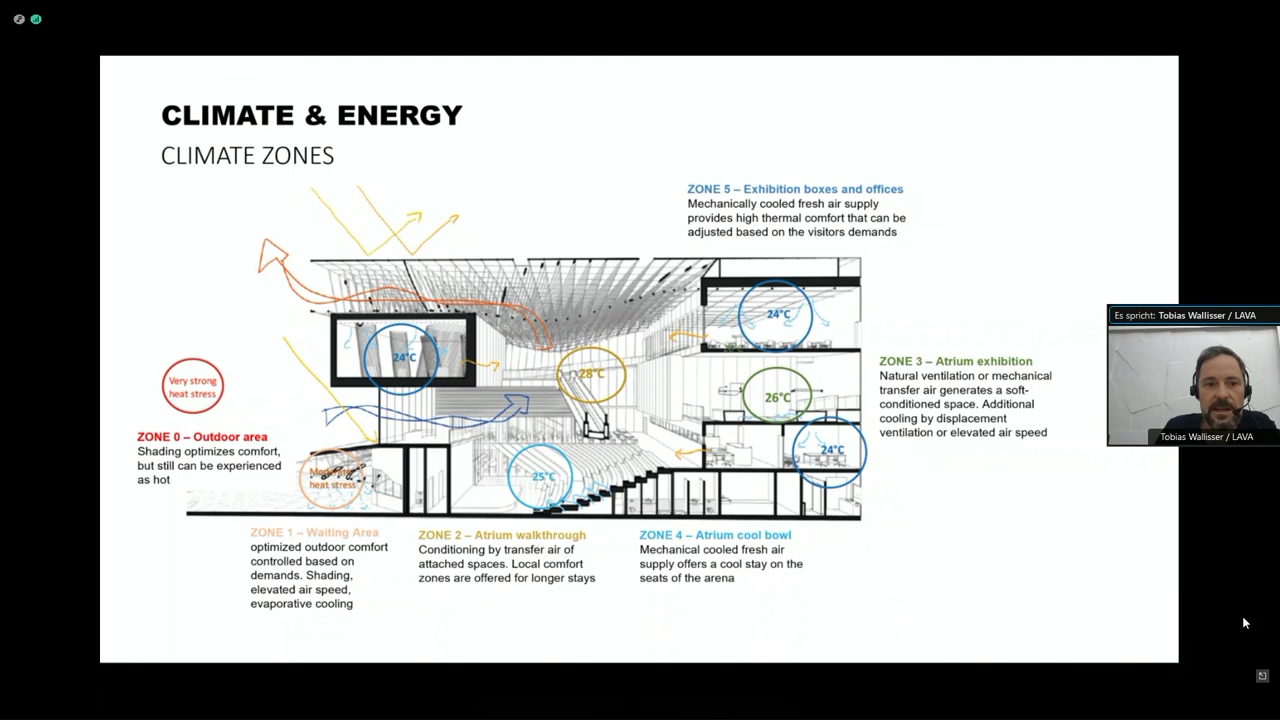 CLIMATE & ENERGY
CLIMATE ZONES
ZONE 5 – Exhibition boxes and offices
Mechanically cooled fresh air supply
provides high thermal comfort that can be
adjusted based on the visitors demands
24°C
24°C
28°C
26°C
24°C
25°C
Very strong
heat stress
ZONE 0 – Outdoor area
Shading optimizes comfort,
but still can be experienced
as hot
Moderate
heat stress
ZONE 3 – Atrium exhibition
Natural ventilation or mechanical
transfer air generates a soft-
conditioned space. Additional
cooling by displacement
ventilation or elevated air speed
ZONE 1 – Waiting Area
optimized outdoor comfort
controlled based on
demands. Shading,
elevated air speed,
evaporative cooling
ZONE 2 – Atrium walkthrough
Conditioning by transfer air of
attached spaces. Local comfort
zones are offered for longer stays
ZONE 4 – Atrium cool bowl
Mechanical cooled fresh air
supply offers a cool stay on the
seats of the arena
Es spricht: Tobias Wallisser / LAVA
Tobias Wallisser / LAVA